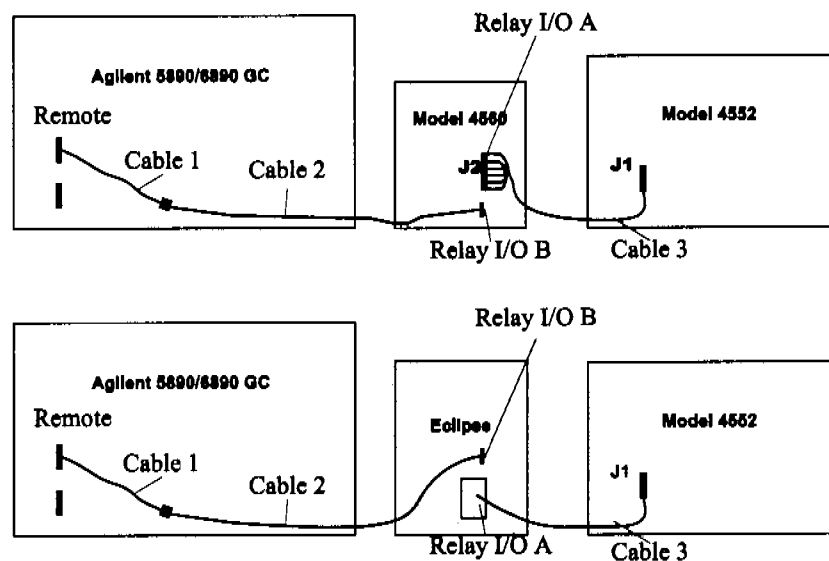 Relay I/O A
Agilent 5890/6890 GC
Model 4560
Model 4552
Remote
Cable 1
Cable 2
J2
J1
Relay I/O B
Cable 3
Relay I/O B
Agilent 5890/6890 GC
Eclipse
Model 4552
Remote
Cable 1
Cable 2
J1
Relay I/O A
Cable 3